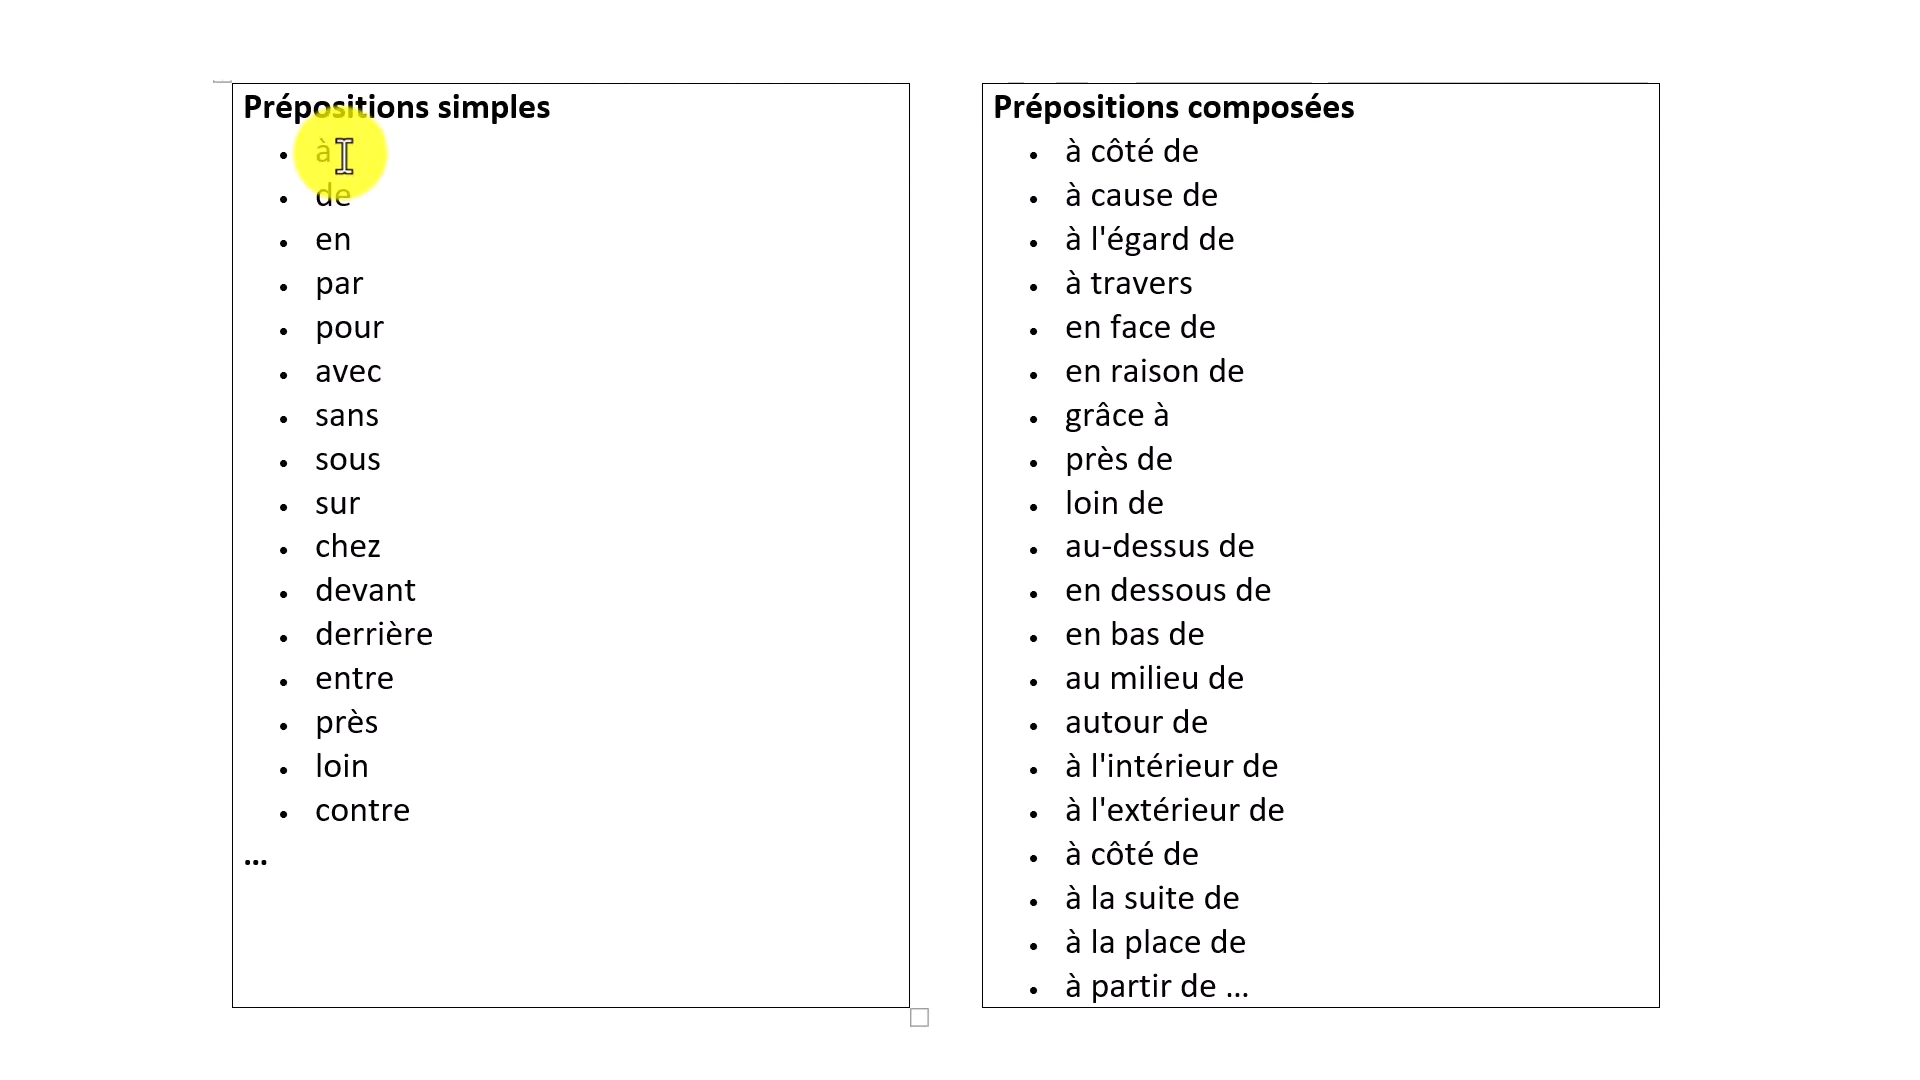 Prépositions simples
à
de
en
par
pour
avec
sans
sous
sur
chez
devant
derrière
entre
près
loin
contre
...
Prépositions composées
à côté de
à cause de
à l'égard de
à travers
en face de
en raison de
grâce à
près de
loin de
au-dessus de
en dessous de
en bas de
au milieu de
autour de
à l'intérieur de
à l'extérieur de
à côté de
à la suite de
à la place de
à partir de ...